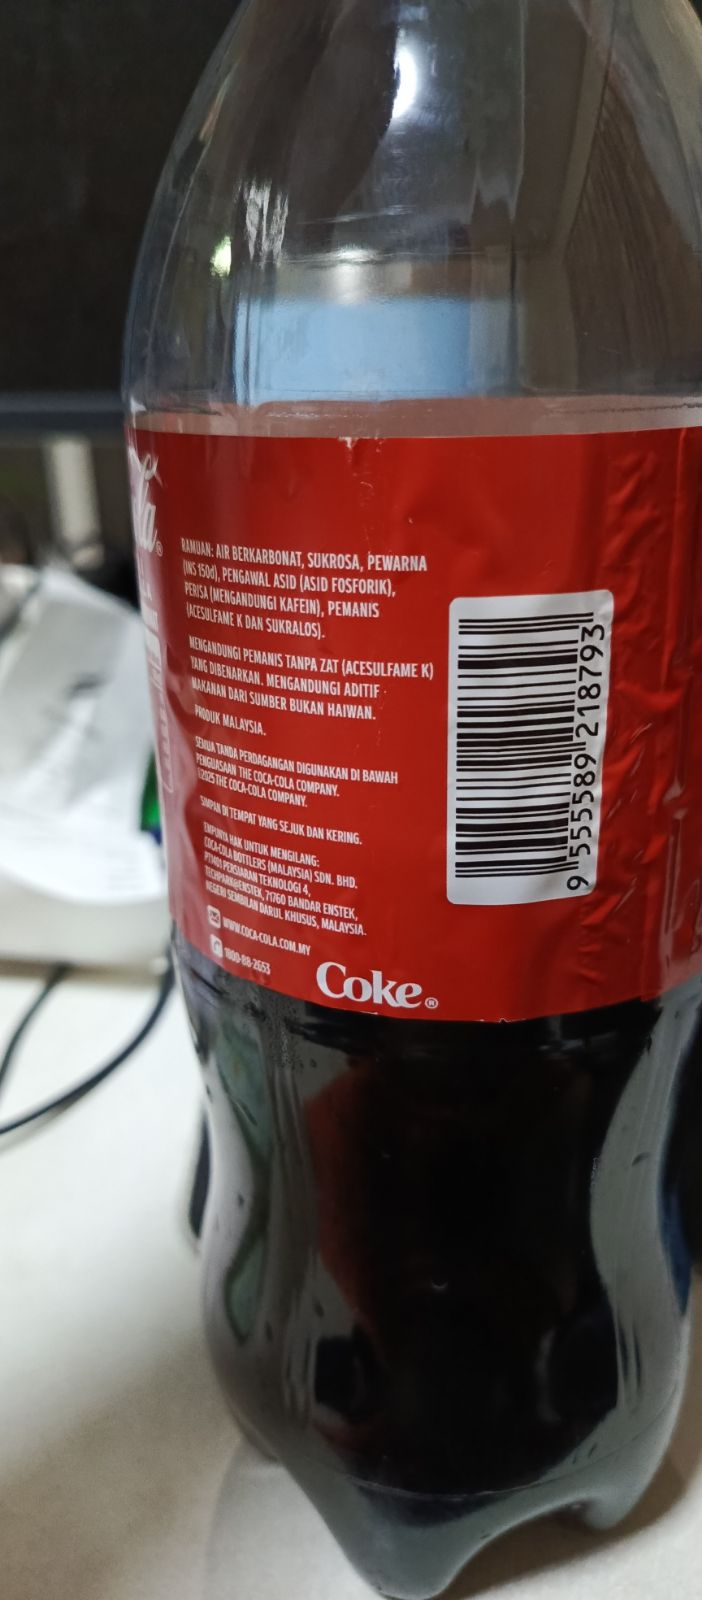 la®
RAMUAN: AIR BERKARBONAT, SUKROSA, PEWARNA
(INS 150d), PENGAWAL ASID (ASID FOSFORIK),
PERISA (MENGANDUNGI KAFEIN), PEMANIS
(ACESULFAME K DAN SUKRALOS).
MENGANDUNGI PEMANIS TANPA ZAT (ACESULFAME K)
YANG DIBENARKAN. MENGANDUNGI ADITIF
MAKANAN DARI SUMBER BUKAN HAIWAN.
PRODUK MALAYSIA.
SEMUA TANDA PERDAGANGAN DIGUNAKAN DI BAWAH
PENGUASAAN THE COCA-COLA COMPANY.
©2025 THE COCA-COLA COMPANY.
SIMPAN DI TEMPAT YANG SEJUK DAN KERING.
EMPUNYA HAK UNTUK MENGILANG:
COCA-COLA BOTTLERS (MALAYSIA) SDN. BHD.
PT1401 PERSIARAN TEKNOLOGI 4,
TECHPARK@ENSTEK, 71760 BANDAR ENSTEK,
NEGERI SEMBILAN DARUL KHUSUS, MALAYSIA.
WWW.COCA-COLA.COM.MY
1800-88-2653
Coke®
9 555589 218793